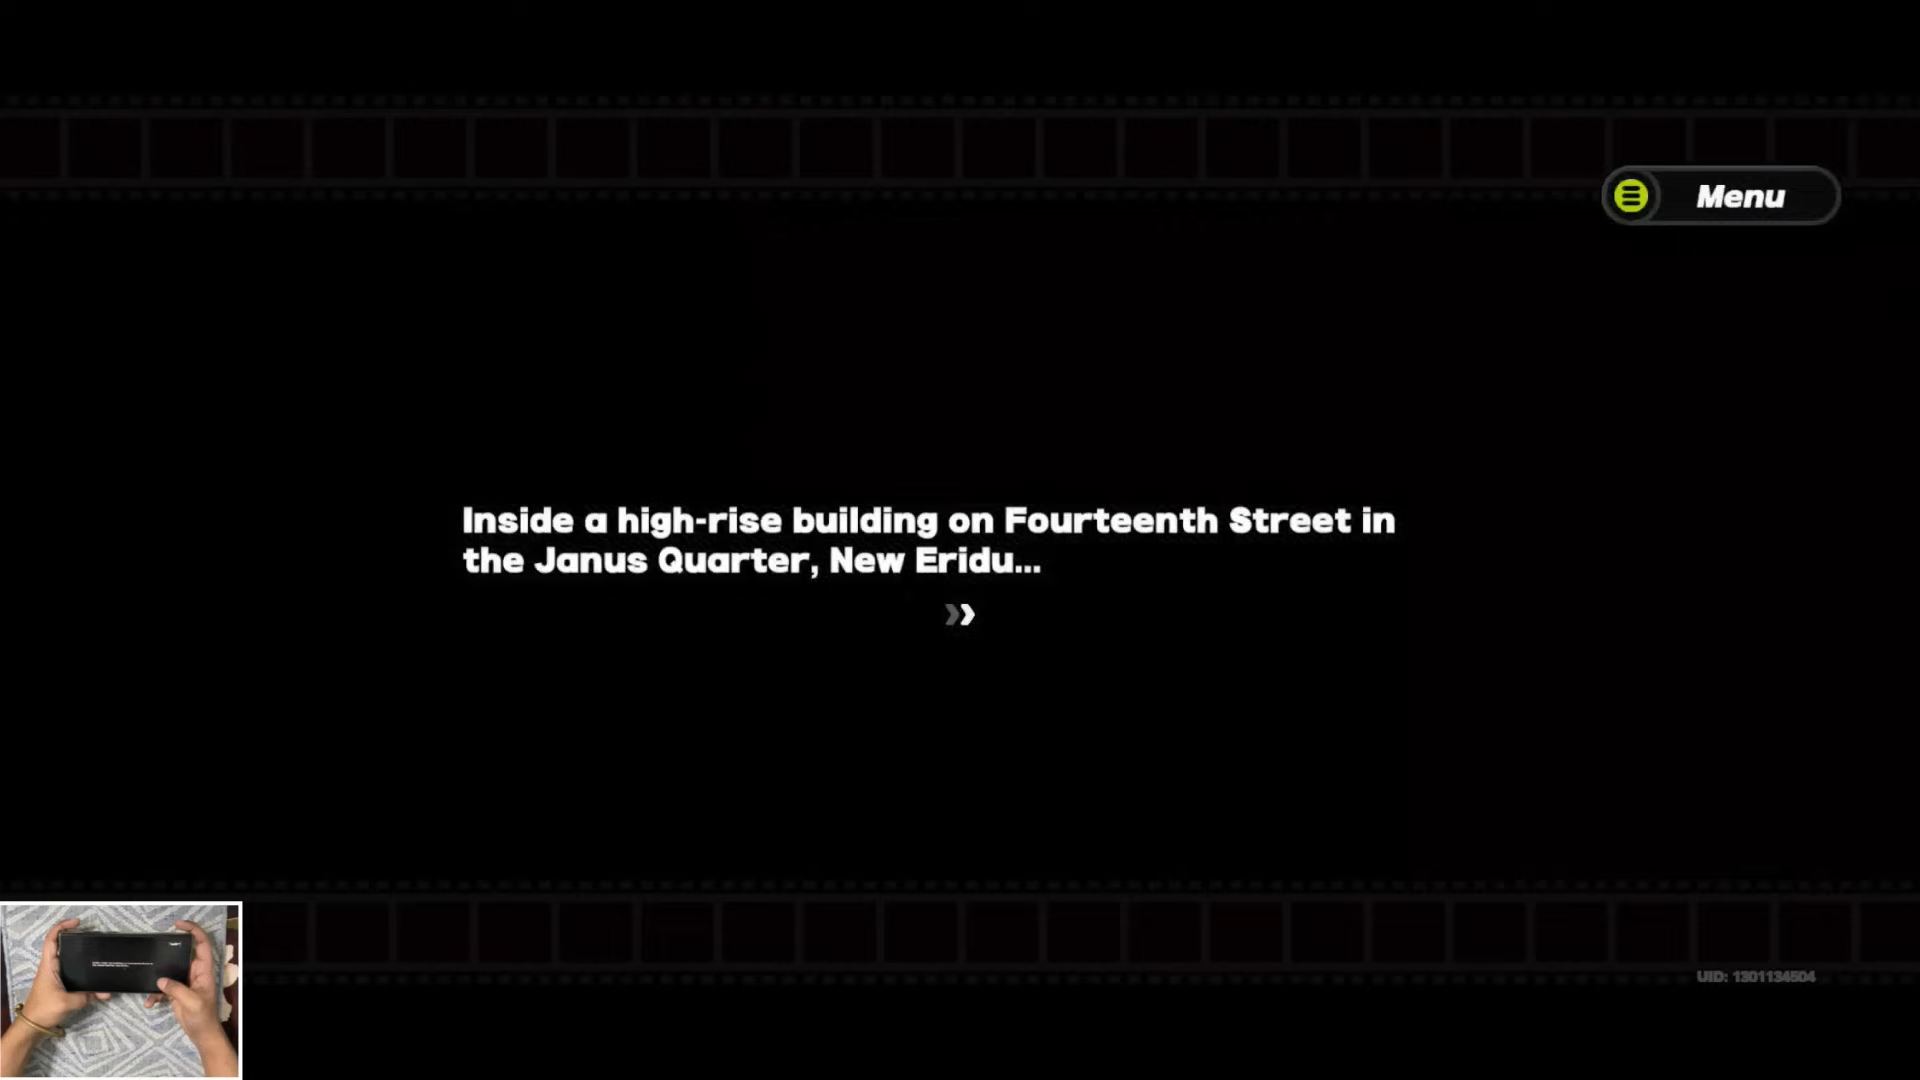 Menu
Inside a high-rise building on Fourteenth Street in
the Janus Quarter, New Eridu...
UID: 1301134504